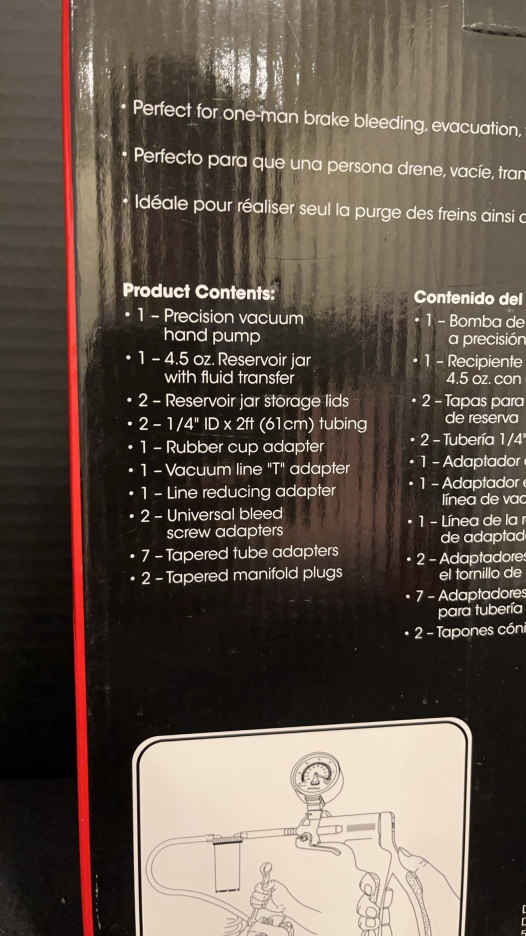 • Perfect for one-man brake bleeding, evacuation,
• Perfecto para que una persona drene, vacíe,
• Idéale pour réaliser seul la purge des freins ainsi
Product Contents:
• 1 – Precision vacuum
hand pump
• 1 – 4.5 oz. Reservoir jar
with fluid transfer
• 2 – Reservoir jar storage lids
• 2 – 1/4" ID x 2ft (61cm) tubing
• 1 – Rubber cup adapter
• 1 – Vacuum line "T" adapter
• 1 – Line reducing adapter
• 2 – Universal bleed
screw adapters
• 7 – Tapered tube adapters
• 2 – Tapered manifold plugs
Contenido del
• 1 – Bomba de
a precisión
• 1 – Recipiente
4.5 oz. con
• 2 – Tapas para
de reserva
• 2 – Tubería 1/4"
• 1 – Adaptador
• 1 – Adaptador
línea de
• 1 – Línea de la
de
• 2 – Adaptadores
el tornillo de
• 7 – Adaptadores
para tubería
• 2 – Tapones